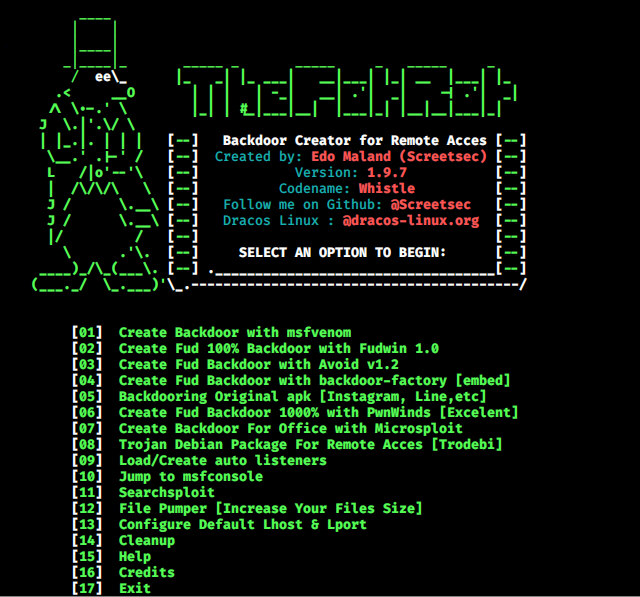 TheFatRat
[--] Backdoor Creator for Remote Acces [--]
[--] Created by: Edo Maland (Screetsec) [--]
[--] Version: 1.9.7 [--]
[--] Codename: Whistle [--]
[--] Follow me on Github: @Screetsec [--]
[--] Dracos Linux : @dracos-linux.org [--]
[--] [--]
[--] SELECT AN OPTION TO BEGIN: [--]
[--] .___________________________________[--]
[01] Create Backdoor with msfvenom
[02] Create Fud 100% Backdoor with Fudwin 1.0
[03] Create Fud Backdoor with Avoid v1.2
[04] Create Fud Backdoor with backdoor-factory [embed]
[05] Backdooring Original apk [Instagram, Line,etc]
[06] Create Fud Backdoor 1000% with PwnWinds [Excelent]
[07] Create Backdoor For Office with Microsploit
[08] Trojan Debian Package For Remote Acces [Trodebi]
[09] Load/Create auto listeners
[10] Jump to msfconsole
[11] Searchsploit
[12] File Pumper [Increase Your Files Size]
[13] Configure Default Lhost & Lport
[14] Cleanup
[15] Help
[16] Credits
[17] Exit